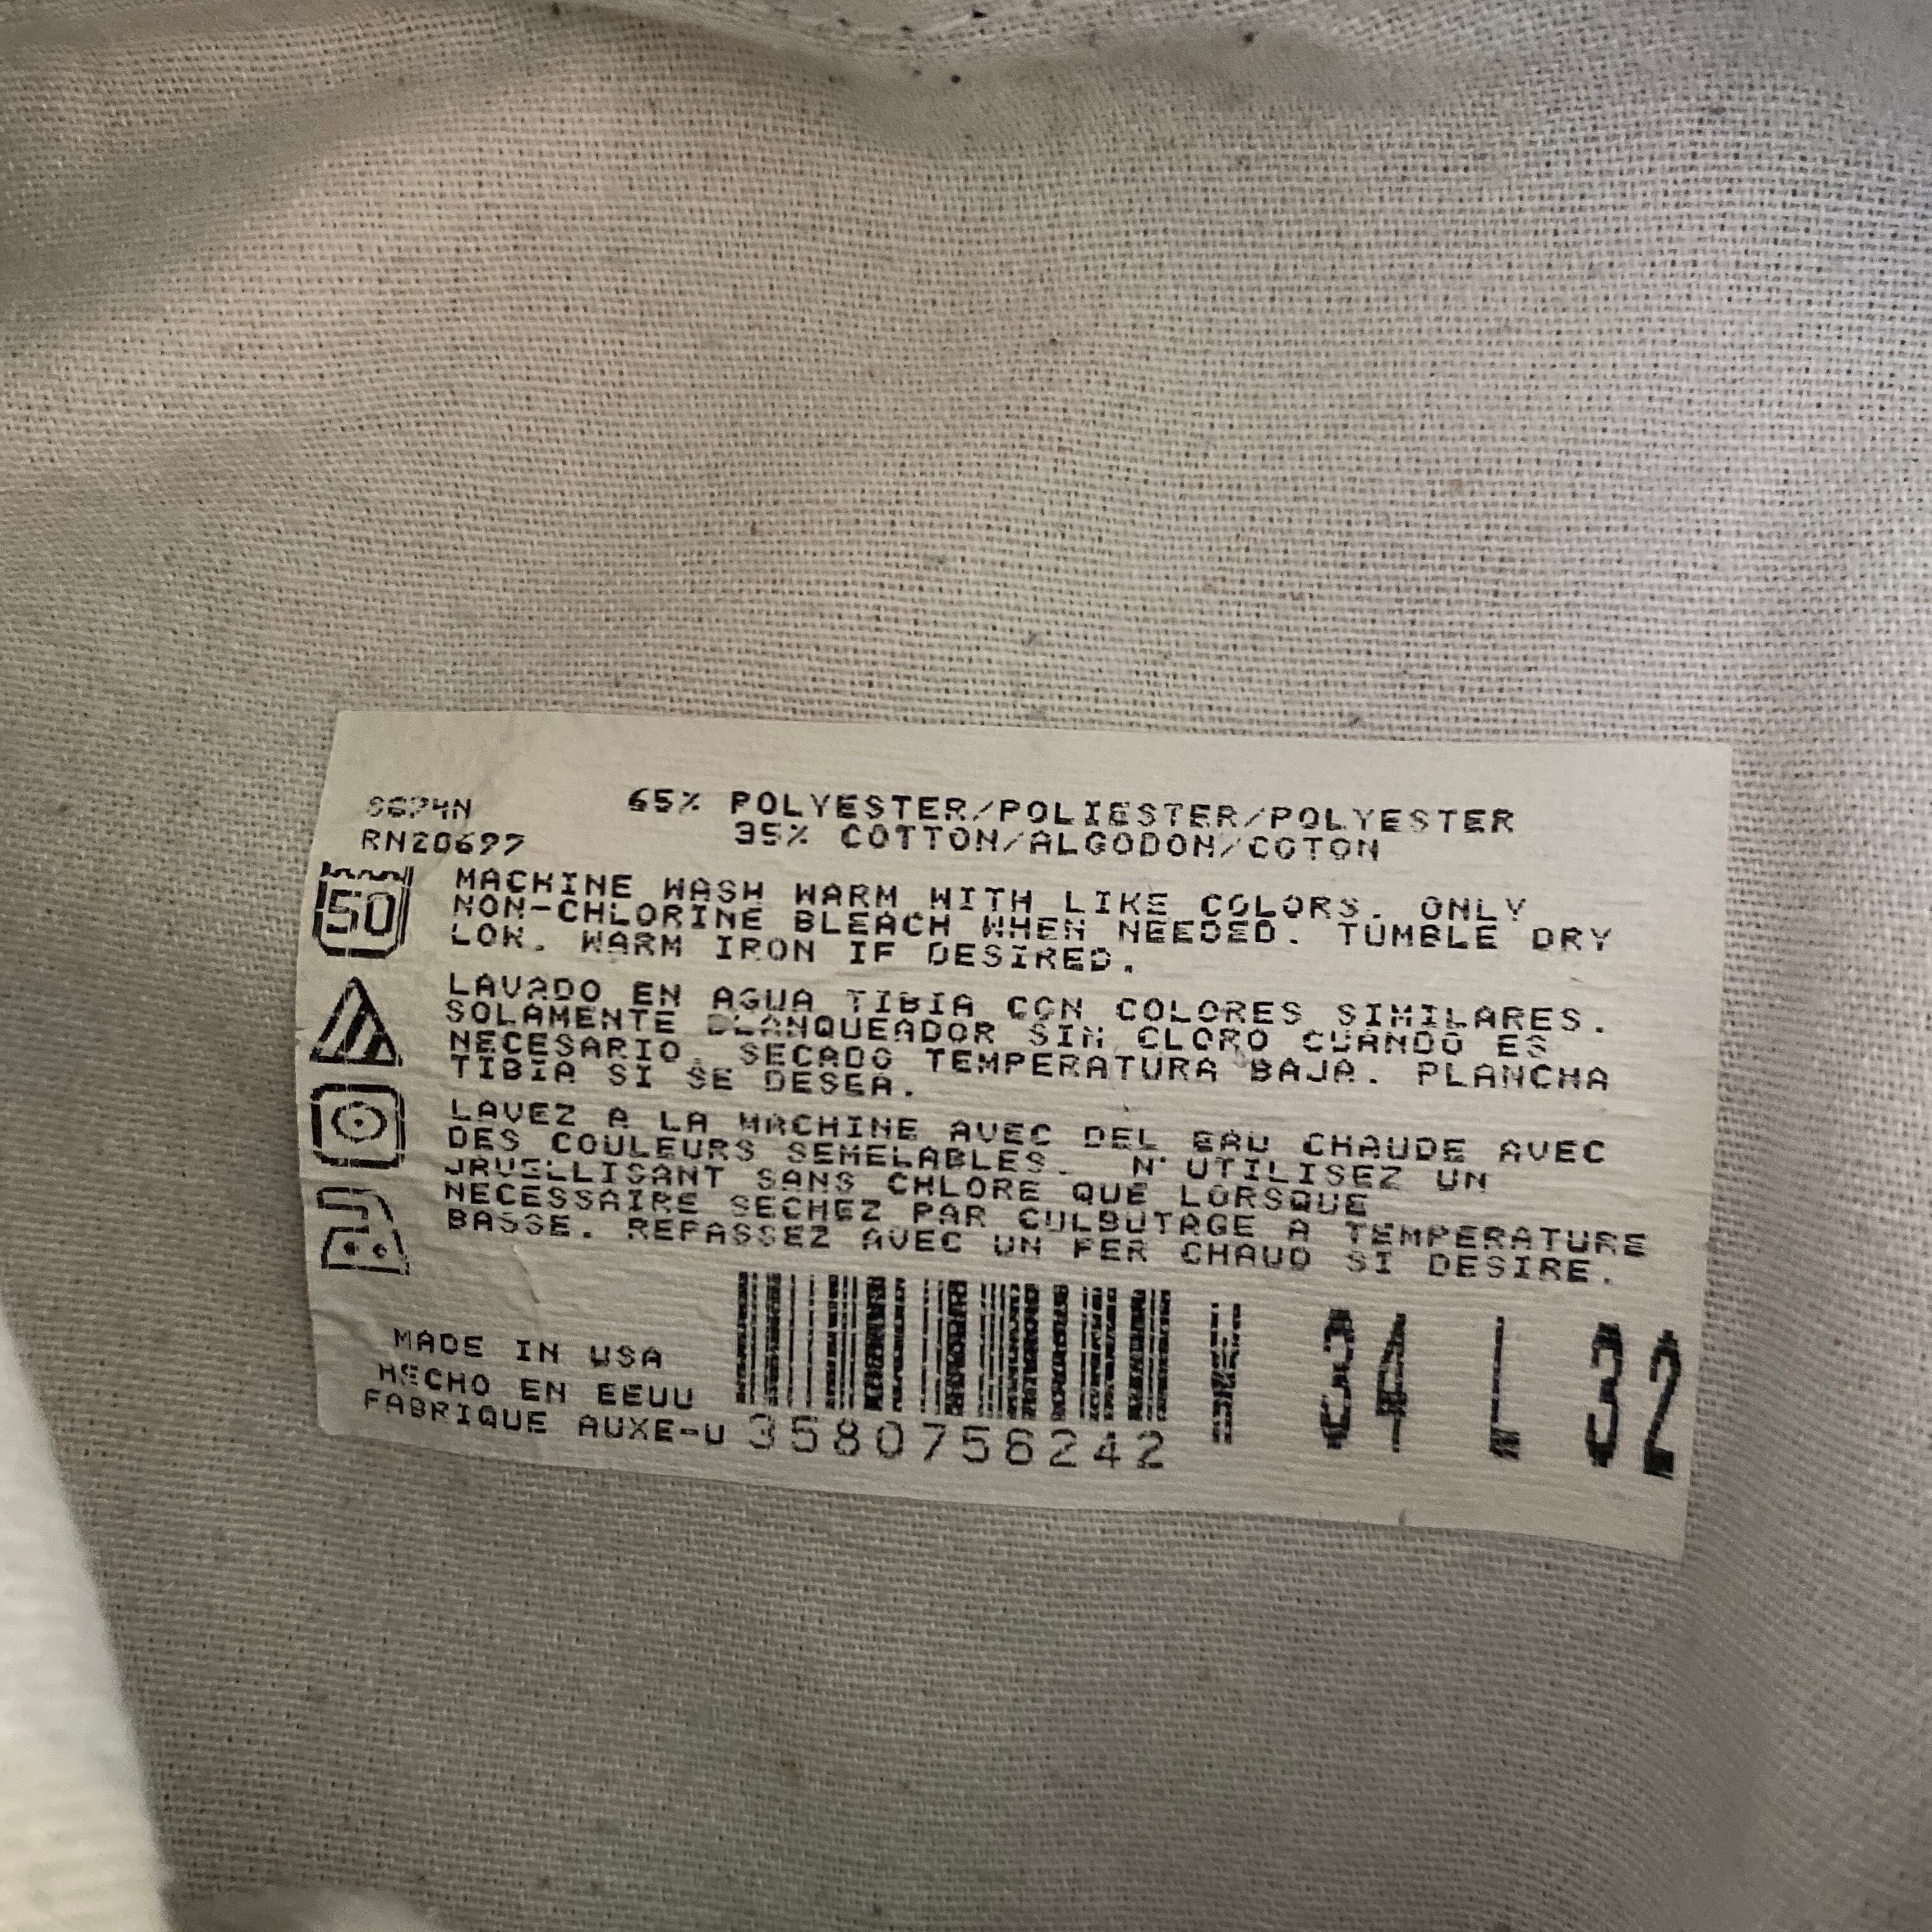 RN20697
65% POLYESTER/POLIESTER/POLYESTER
35% COTTON/ALGODON/COTON
50
MACHINE WASH WARM WITH LIKE COLORS. ONLY
NON-CHLORINE BLEACH WHEN NEEDED. TUMBLE DRY
LOW. WARM IRON IF DESIRED.
LAVADO EN AGUA TIBIA CON COLORES SIMILARES.
SOLAMENTE BLANQUEADOR SIN CLORO CUANDO ES
NECESARIO. SECADO TEMPERATURA BAJA. PLANCHA
TIBIA SI SE DESEA.
LAVEZ A LA MACHINE AVEC DEL EAU CHAUDE AVEC
DES COULEURS SEMELABLES. N'UTILISEZ UN
SANS CHLORE QUE LORSQUE
NECESSAIRE SECHEZ PAR CULBUTAGE A TEMPERATURE
BASSE. REPASSEZ AVEC UN FER CHAUD SI DESIRE.
MADE IN USA
HECHO EN EEUU
FABRIQUE AUXE-U
3580756242
W 34 L 32